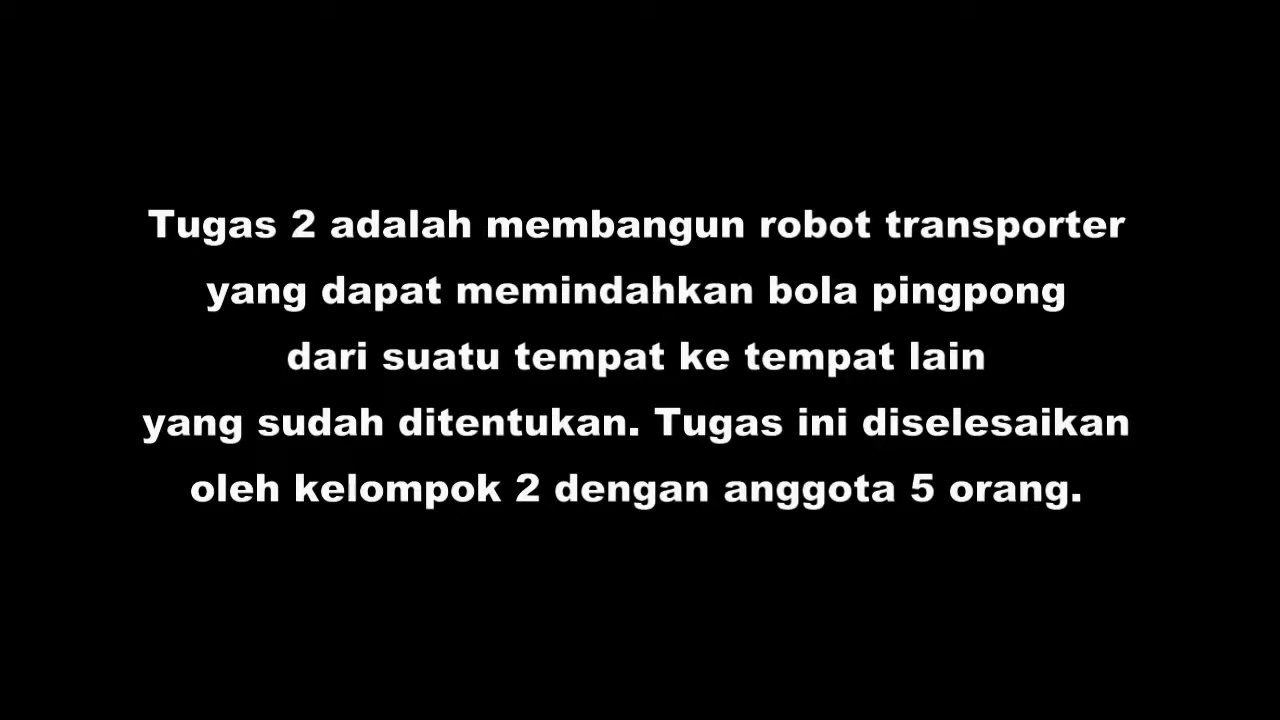 Tugas 2 adalah membangun robot transporter
yang dapat memindahkan bola pingpong
dari suatu tempat ke tempat lain
yang sudah ditentukan. Tugas ini diselesaikan
oleh kelompok 2 dengan anggota 5 orang.